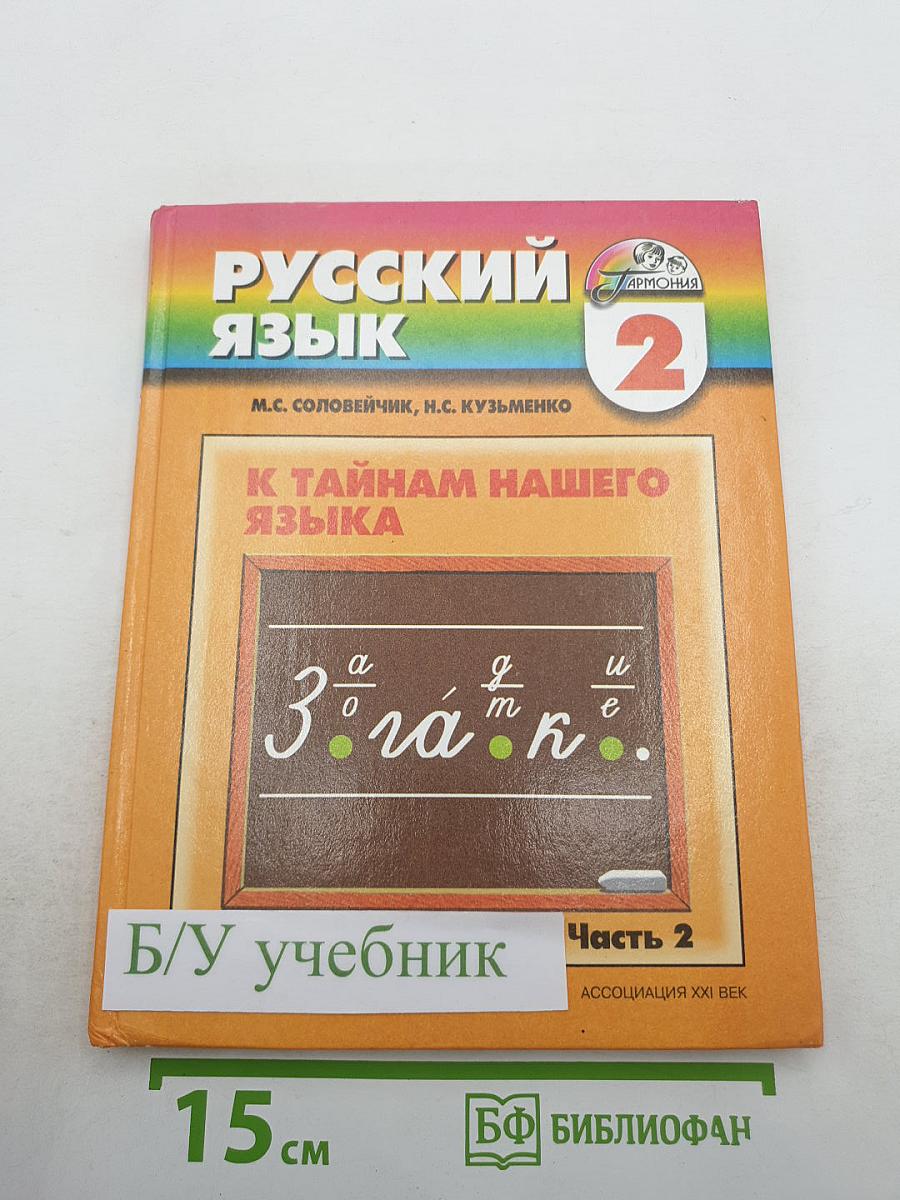 РУССКИЙ
ЯЗЫК
ГАРМОНИЯ
2
М.С. СОЛОВЕЙЧИК, Н.С. КУЗЬМЕНКО
К ТАЙНАМ НАШЕГО
ЯЗЫКА
а д и
о т е
З.га́.к..
Часть 2
Б/У учебник
АССОЦИАЦИЯ XXI ВЕК
15 см
БФ БИБЛИОФАН